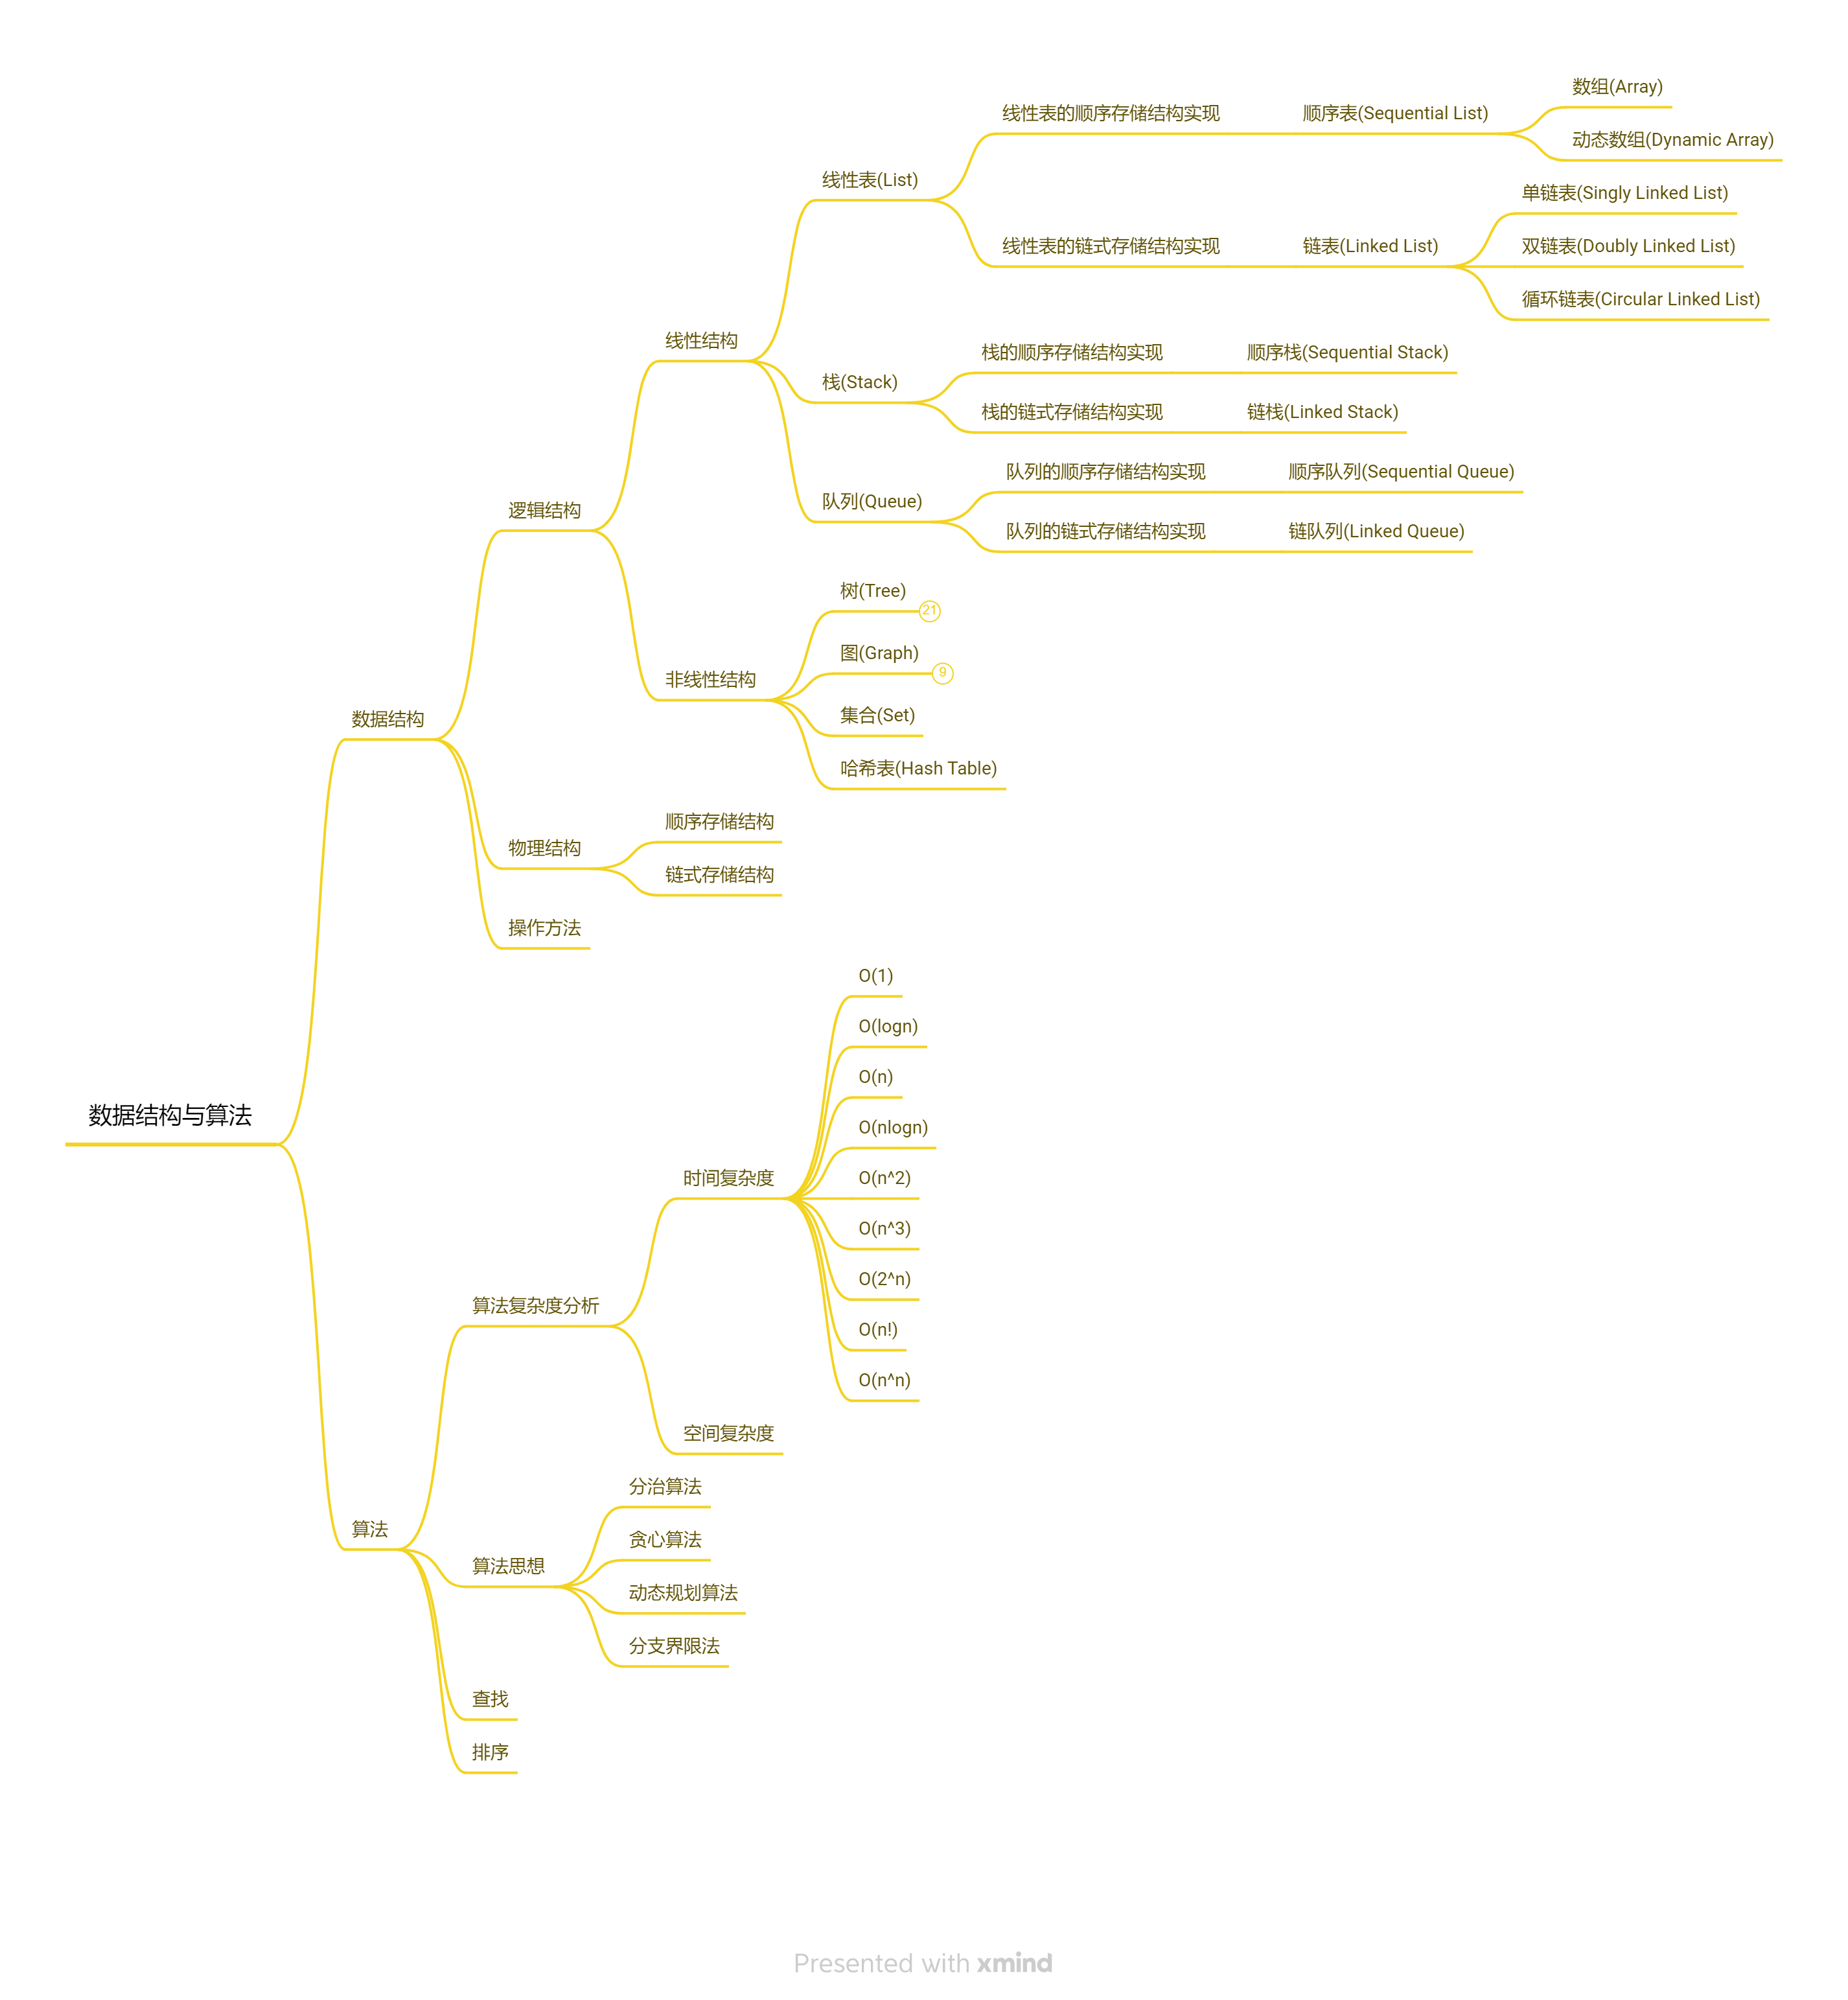 数据结构与算法
数据结构
逻辑结构
线性结构
线性表(List)
线性表的顺序存储结构实现
顺序表(Sequential List)
数组(Array)
动态数组(Dynamic Array)
线性表的链式存储结构实现
链表(Linked List)
单链表(Singly Linked List)
双链表(Doubly Linked List)
循环链表(Circular Linked List)
栈(Stack)
栈的顺序存储结构实现
顺序栈(Sequential Stack)
栈的链式存储结构实现
链栈(Linked Stack)
队列(Queue)
队列的顺序存储结构实现
顺序队列(Sequential Queue)
队列的链式存储结构实现
链队列(Linked Queue)
非线性结构
树(Tree)
21
图(Graph)
9
集合(Set)
哈希表(Hash Table)
物理结构
顺序存储结构
链式存储结构
操作方法
算法
算法复杂度分析
时间复杂度
O(1)
O(logn)
O(n)
O(nlogn)
O(n^2)
O(n^3)
O(2^n)
O(n!)
O(n^n)
空间复杂度
算法思想
分治算法
贪心算法
动态规划算法
分支界限法
查找
排序
Presented with xmind